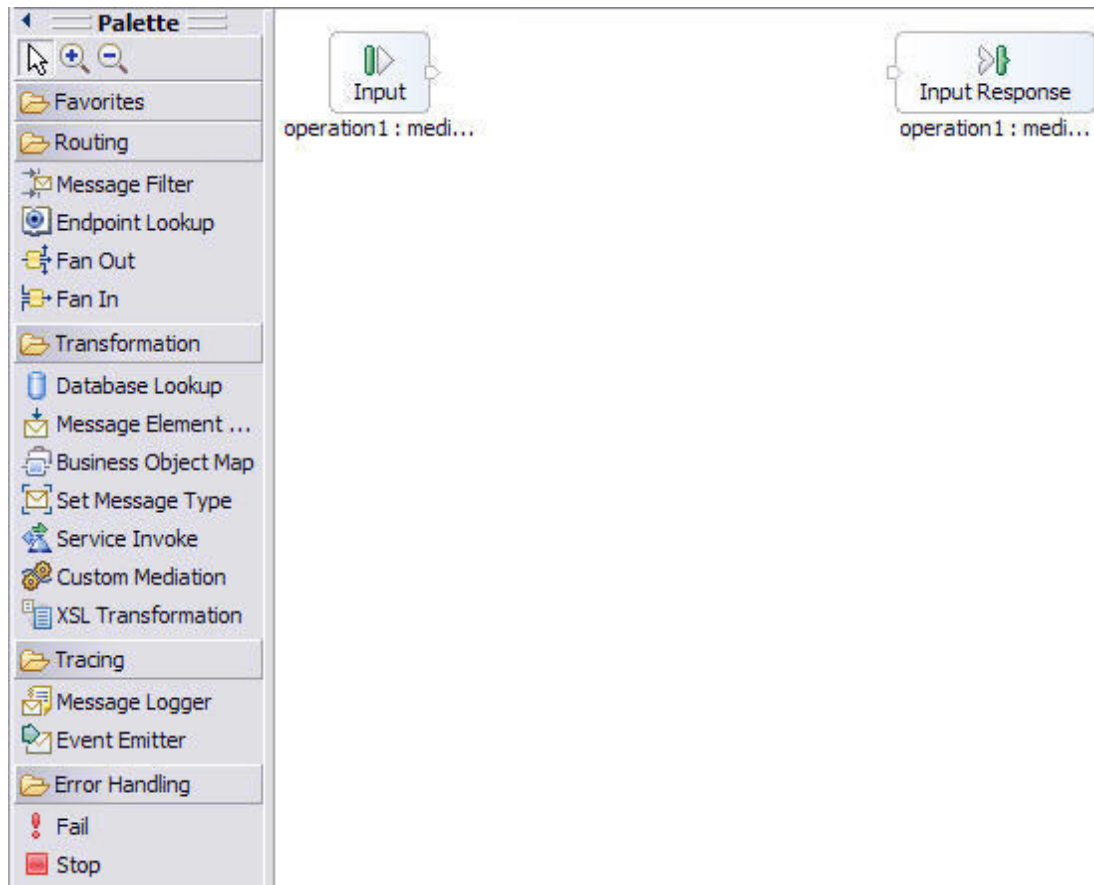 Palette
Favorites
Routing
Message Filter
Endpoint Lookup
Fan Out
Fan In
Transformation
Database Lookup
Message Element ...
Business Object Map
Set Message Type
Service Invoke
Custom Mediation
XSL Transformation
Tracing
Message Logger
Event Emitter
Error Handling
Fail
Stop
Input
operation1 : medi...
Input Response
operation1 : medi...